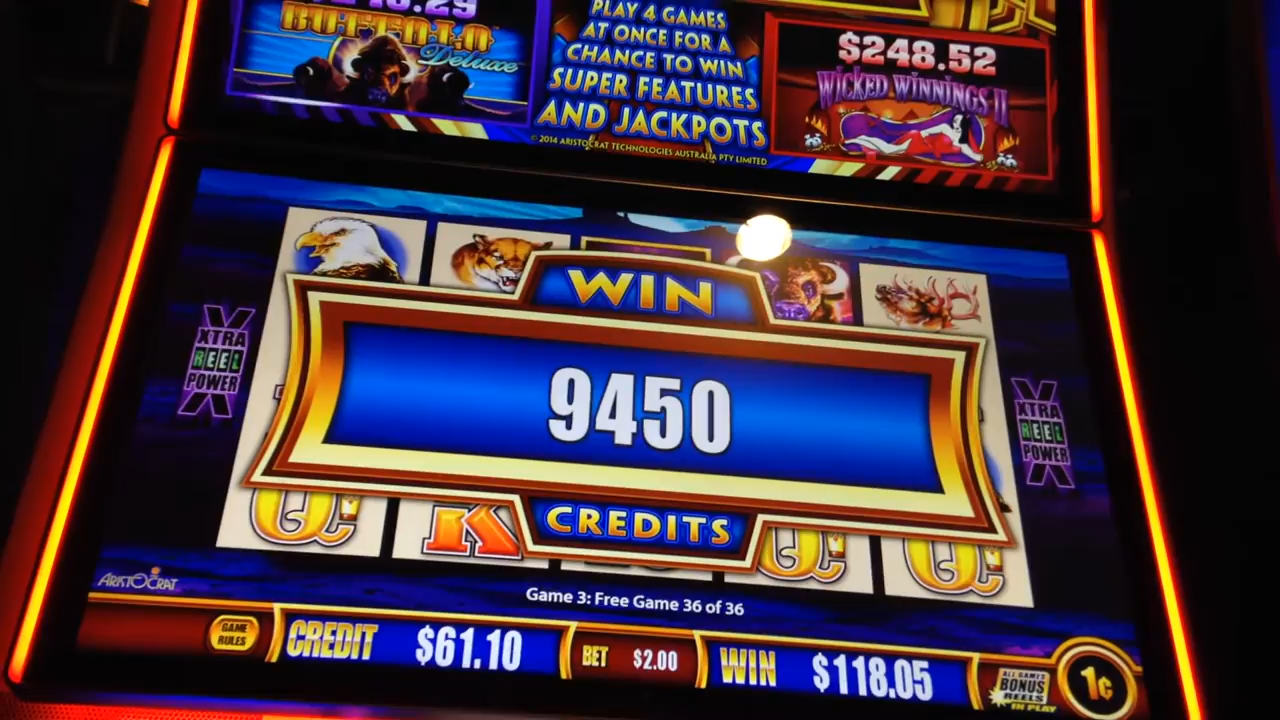 BUFFALO
Deluxe
PLAY 4 GAMES
AT ONCE FOR A
CHANCE TO WIN
SUPER FEATURES
AND JACKPOTS
© 2014 ARISTOCRAT TECHNOLOGIES AUSTRALIA PTY LIMITED
$248.52
WICKED WINNINGS II
WIN
9450
CREDITS
XTRA
REEL
POWER
XTRA
REEL
POWER
Q
K
Q
Q
ARISTOCRAT
Game 3: Free Game 36 of 36
GAME
RULES
CREDIT $61.10
BET $2.00
WIN $118.05
ALL GAMES
BONUS
REELS
IN PLAY
1¢